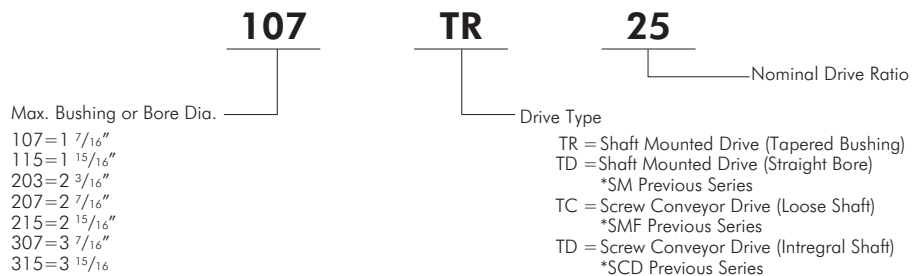 107 TR 25
Nominal Drive Ratio
Max. Bushing or Bore Dia.
107=1 7/16"
115=1 15/16"
203=2 3/16"
207=2 7/16"
215=2 15/16"
307=3 7/16"
315=3 15/16
Drive Type
TR = Shaft Mounted Drive (Tapered Bushing)
TD = Shaft Mounted Drive (Straight Bore)
*SM Previous Series
TC = Screw Conveyor Drive (Loose Shaft)
*SMF Previous Series
TD = Screw Conveyor Drive (Intregral Shaft)
*SCD Previous Series